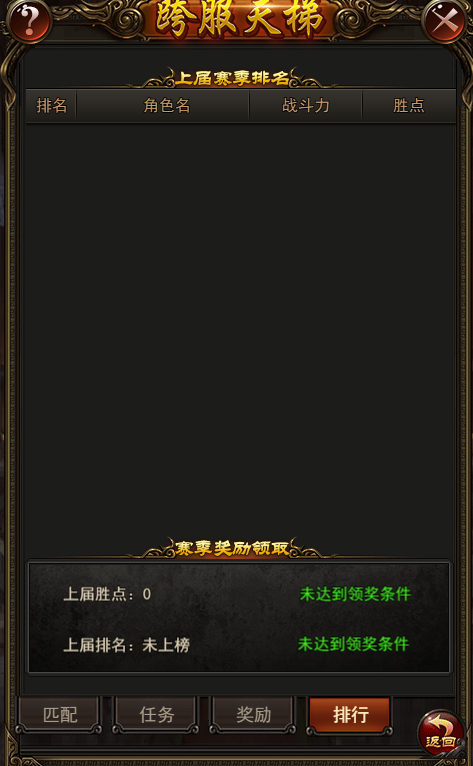 跨服天梯
上届赛季排名
排名 角色名 战斗力 胜点
赛季奖励领取
上届胜点：0 未达到领奖条件
上届排名：未上榜 未达到领奖条件
匹配 任务 奖励 排行 返回